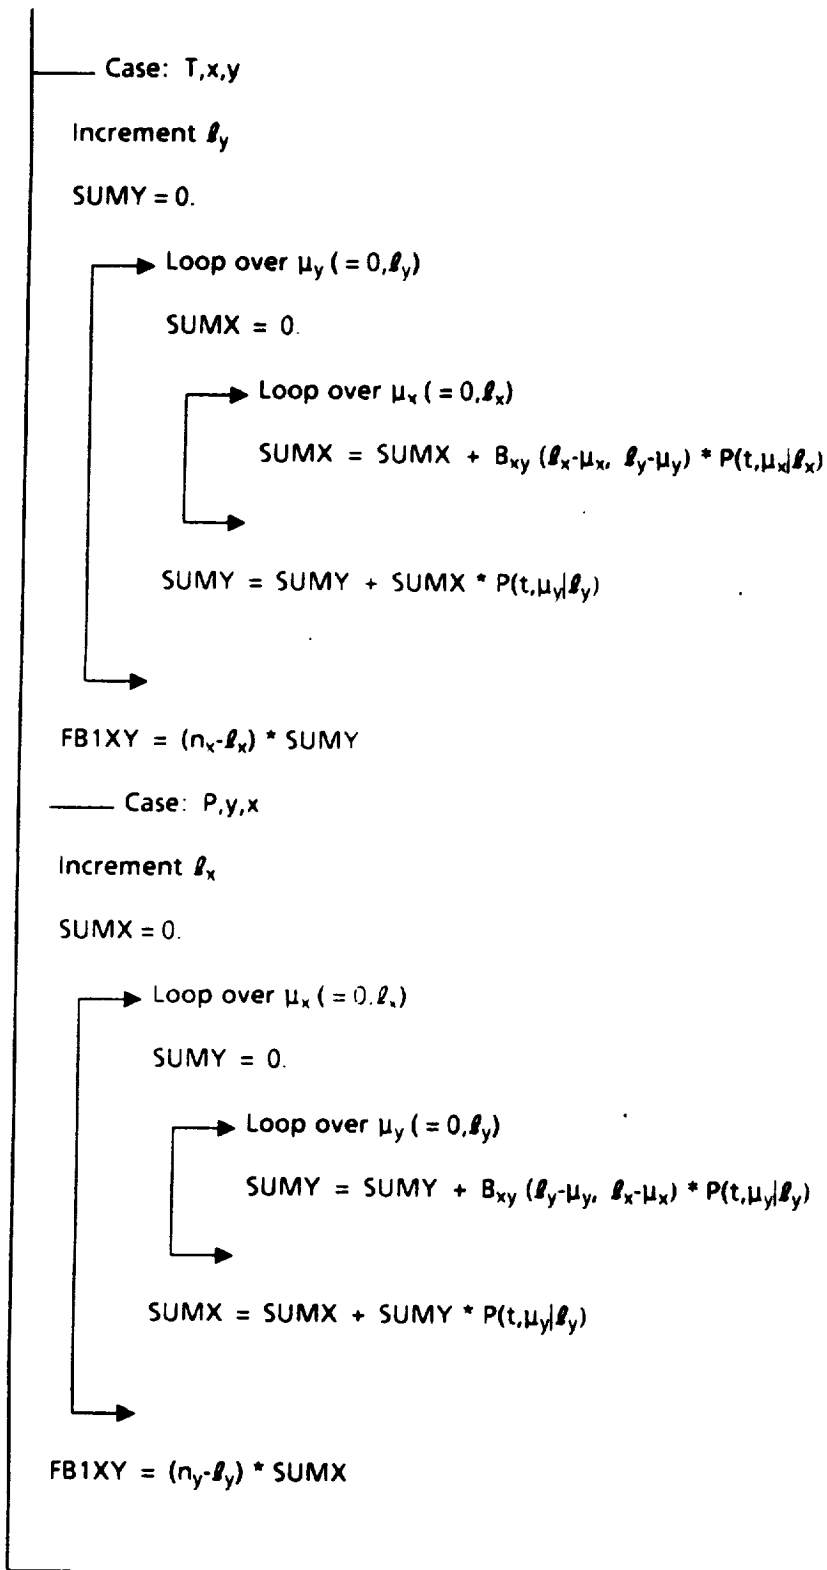 Case: T,x,y
Increment ℓy
SUMY = 0.
Loop over μy ( = 0,ℓy)
SUMX = 0.
Loop over μx ( = 0,ℓx)
SUMX = SUMX + Bxy (ℓx-μx, ℓy-μy) * P(t,μx|ℓx)
SUMY = SUMY + SUMX * P(t,μy|ℓy)
FB1XY = (nx-ℓx) * SUMY
Case: P,y,x
Increment ℓx
SUMX = 0.
Loop over μx ( = 0.ℓx)
SUMY = 0.
Loop over μy ( = 0,ℓy)
SUMY = SUMY + Bxy (ℓy-μy, ℓx-μx) * P(t,μy|ℓy)
SUMX = SUMX + SUMY * P(t,μy|ℓy)
FB1XY = (ny-ℓy) * SUMX